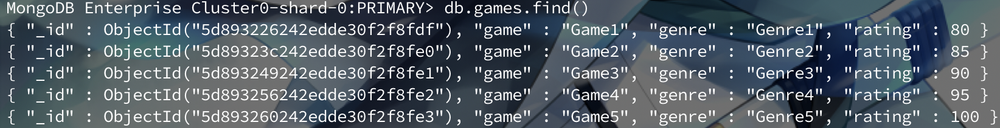 MongoDB Enterprise Cluster0-shard-0:PRIMARY> db.games.find()
{ "_id" : ObjectId("5d893226242edde30f2f8fdf"), "game" : "Game1", "genre" : "Genre1", "rating" : 80 }
{ "_id" : ObjectId("5d89323c242edde30f2f8fe0"), "game" : "Game2", "genre" : "Genre2", "rating" : 85 }
{ "_id" : ObjectId("5d893249242edde30f2f8fe1"), "game" : "Game3", "genre" : "Genre3", "rating" : 90 }
{ "_id" : ObjectId("5d893256242edde30f2f8fe2"), "game" : "Game4", "genre" : "Genre4", "rating" : 95 }
{ "_id" : ObjectId("5d893260242edde30f2f8fe3"), "game" : "Game5", "genre" : "Genre5", "rating" : 100 }